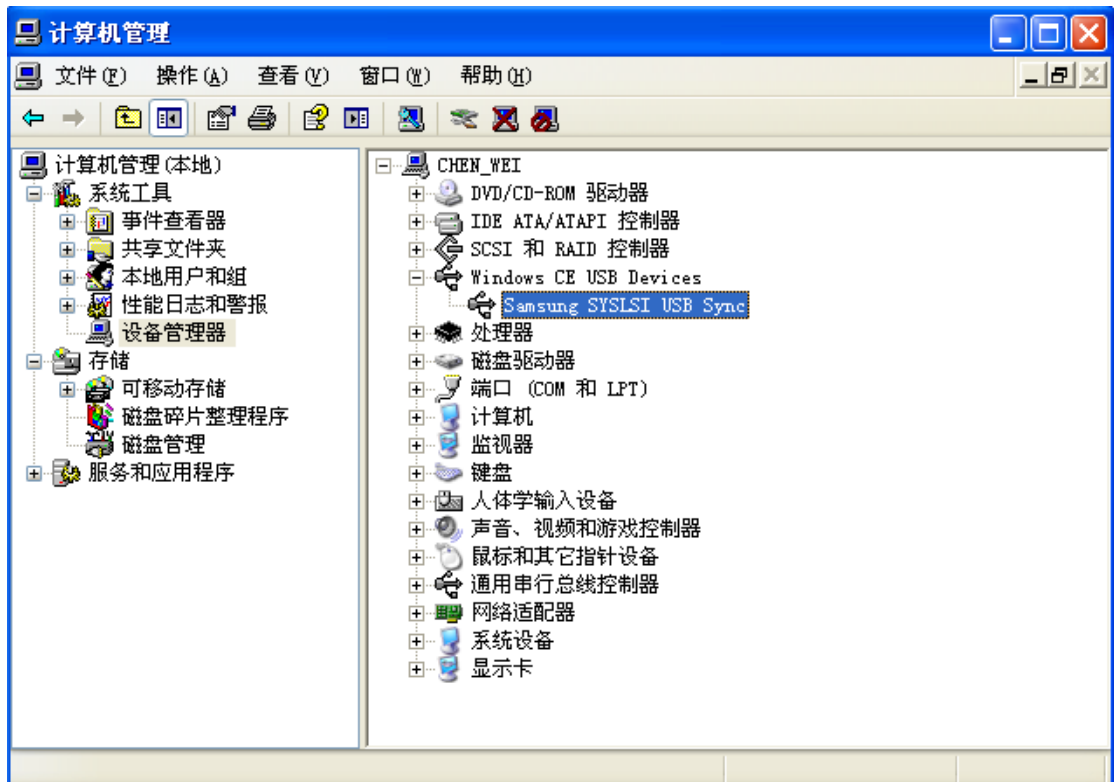 计算机管理
文件(F) 操作(A) 查看(V) 窗口(W) 帮助(H)
计算机管理(本地)
系统工具
事件查看器
共享文件夹
本地用户和组
性能日志和警报
设备管理器
存储
可移动存储
磁盘碎片整理程序
磁盘管理
服务和应用程序
CHEN_WEI
DVD/CD-ROM 驱动器
IDE ATA/ATAPI 控制器
SCSI 和 RAID 控制器
Windows CE USB Devices
Samsung SYSLSI USB Sync
处理器
磁盘驱动器
端口 (COM 和 LPT)
计算机
监视器
键盘
人体学输入设备
声音、视频和游戏控制器
鼠标和其它指针设备
通用串行总线控制器
网络适配器
系统设备
显示卡